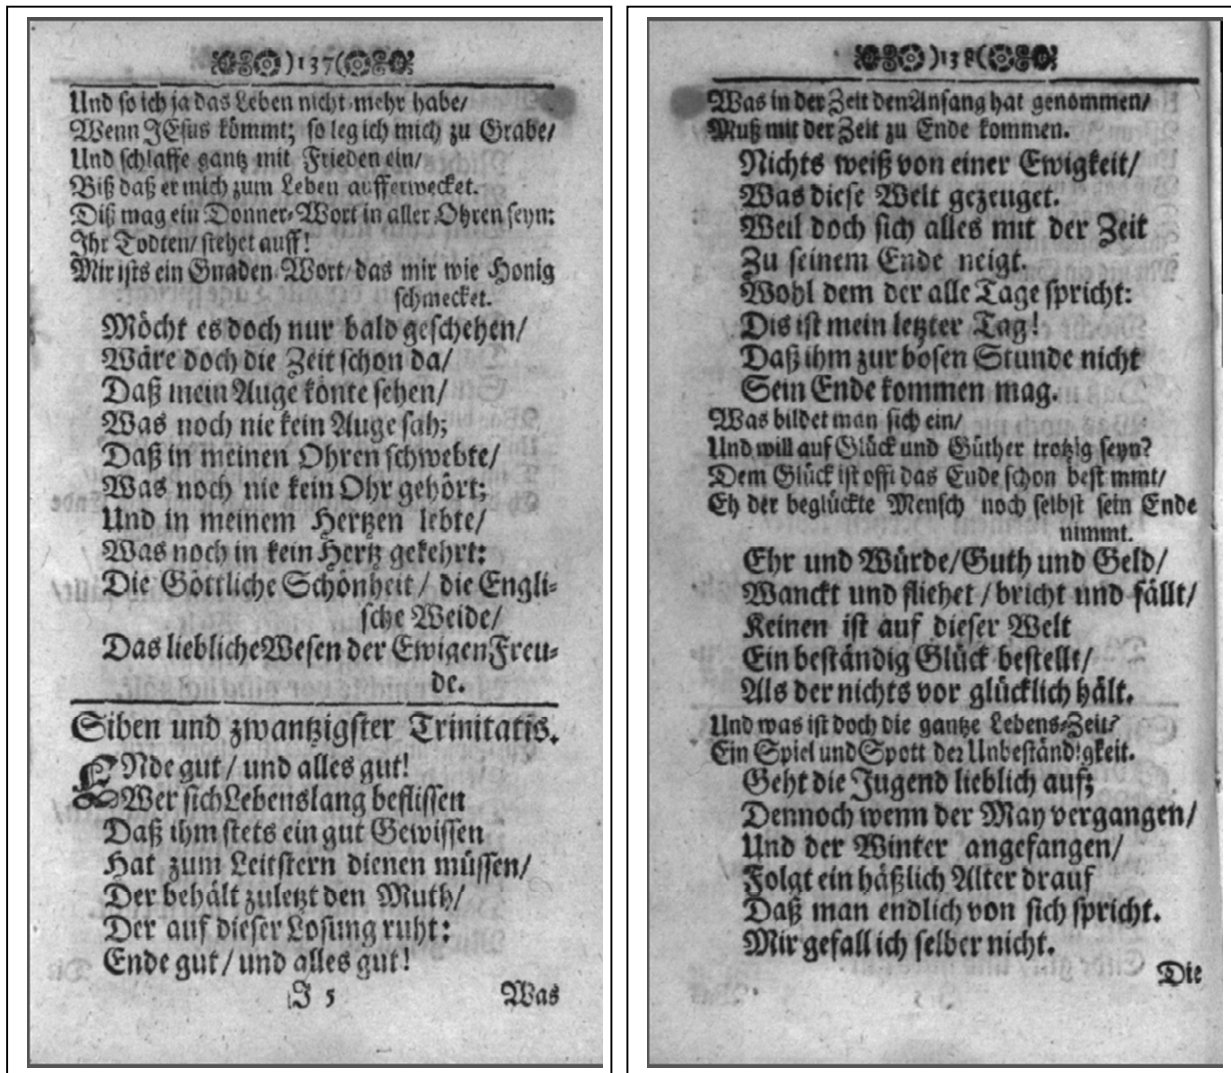 )137(
Und so ich ja das Leben nicht mehr habe/
Wenn JEsus kömmt; so leg ich mich zu Grabe/
Und schlaffe gantz mit Frieden ein/
Biß daß er mich zum Leben aufferwecket.
Diß mag ein Donner-Wort in aller Ohren seyn:
Ihr Todten/ stehet auff!
Mir ists ein Gnaden-Wort/ das mir wie Honig
schmecket.
Möcht es doch nur bald geschehen/
Wäre doch die Zeit schon da/
Daß mein Auge könte sehen/
Was noch nie kein Auge sah;
Daß in meinen Ohren schwebte/
Was noch nie kein Ohr gehört;
Und in meinem Hertzen lebte/
Was noch in kein Hertz gekehrt:
Die Göttliche Schönheit/ die Engli-
sche Weide/
Das liebliche Wesen der Ewigen Freu-
de.
Siben und zwantzigster Trinitatis.
ENde gut/ und alles gut!
Wer sich Lebenslang beflissen
Daß ihm stets ein gut Gewissen
Hat zum Leitstern dienen müssen/
Der behält zuletzt den Muth/
Der auf dieser Losung ruht:
Ende gut/ und alles gut!
J 5 Was
)138(
Was in der Zeit den Anfang hat genommen/
Muß mit der Zeit zu Ende kommen.
Nichts weiß von einer Ewigkeit/
Was diese Welt gezeuget.
Weil doch sich alles mit der Zeit
Zu seinem Ende neigt.
Wohl dem der alle Tage spricht:
Dis ist mein letzter Tag!
Daß ihm zur bösen Stunde nicht
Sein Ende kommen mag.
Was bildet man sich ein/
Und will auf Glück und Güther trotzig seyn?
Dem Glück ist offt das Ende schon best mmt/
Eh der beglückte Mensch noch selbst sein Ende
nimmt.
Ehr und Würde/ Guth und Geld/
Wanckt und fliehet/ bricht und fällt/
Keinen ist auf dieser Welt
Ein beständig Glück bestellt/
Als der nichts vor glücklich hält.
Und was ist doch die gantze Lebens-Zeit?
Ein Spiel und Spott der Unbeständigkeit.
Geht die Jugend lieblich auf;
Dennoch wenn der May vergangen/
Und der Winter angefangen/
Folgt ein häßlich Alter drauf
Daß man endlich von sich spricht.
Mir gefall ich selber nicht.
Die